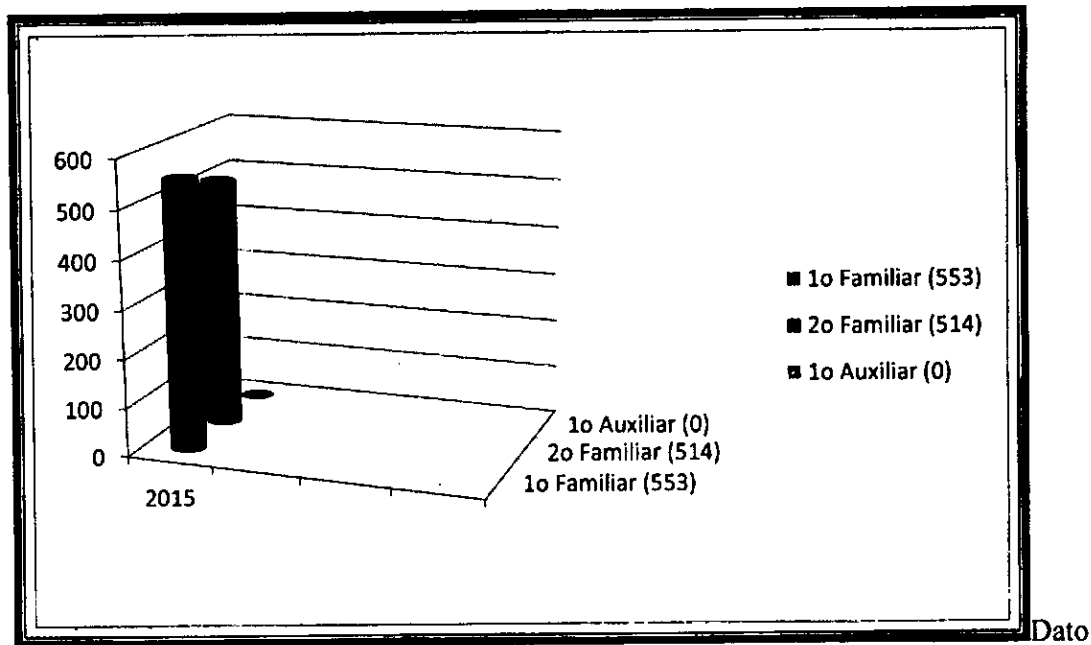 600
500
400
300
200
100
0
2015
1o Auxiliar (0)
2o Familiar (514)
1o Familiar (553)
1o Familiar (553)
2o Familiar (514)
1o Auxiliar (0)
Dato